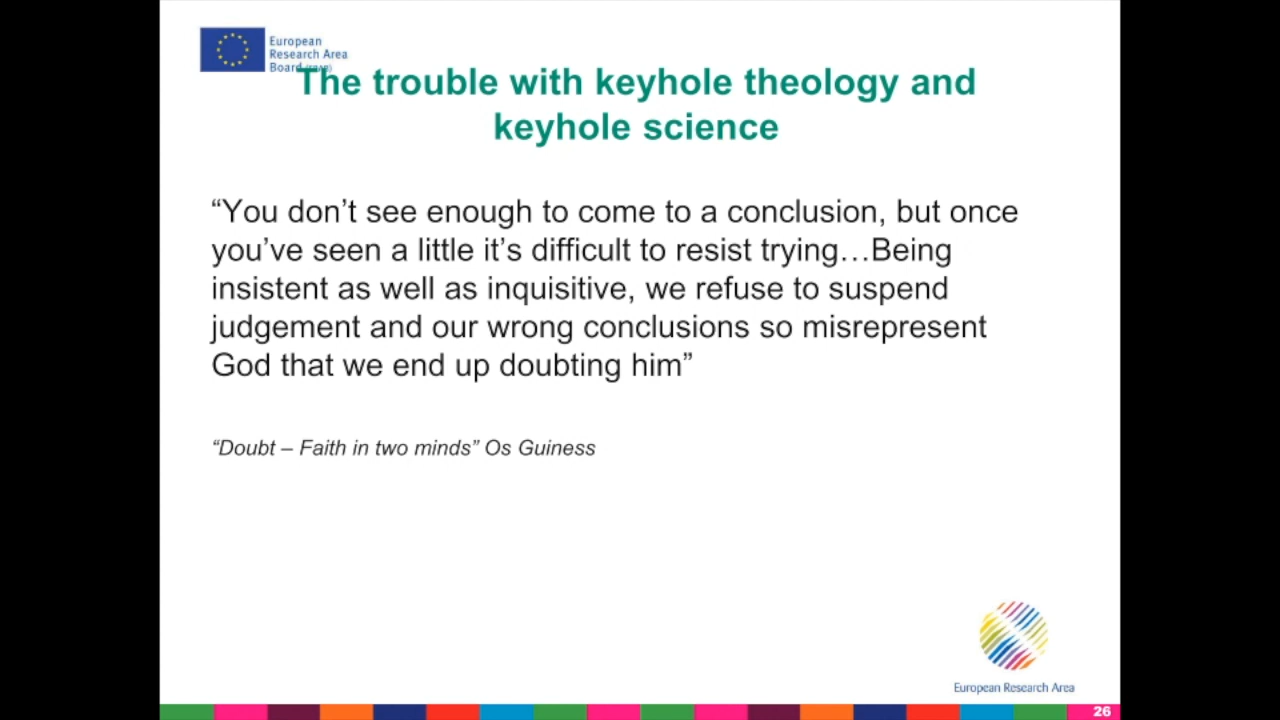 European
Research Area
Board (ERAB)
The trouble with keyhole theology and
keyhole science
“You don’t see enough to come to a conclusion, but once
you’ve seen a little it’s difficult to resist trying…Being
insistent as well as inquisitive, we refuse to suspend
judgement and our wrong conclusions so misrepresent
God that we end up doubting him”
“Doubt – Faith in two minds” Os Guiness
European Research Area
26